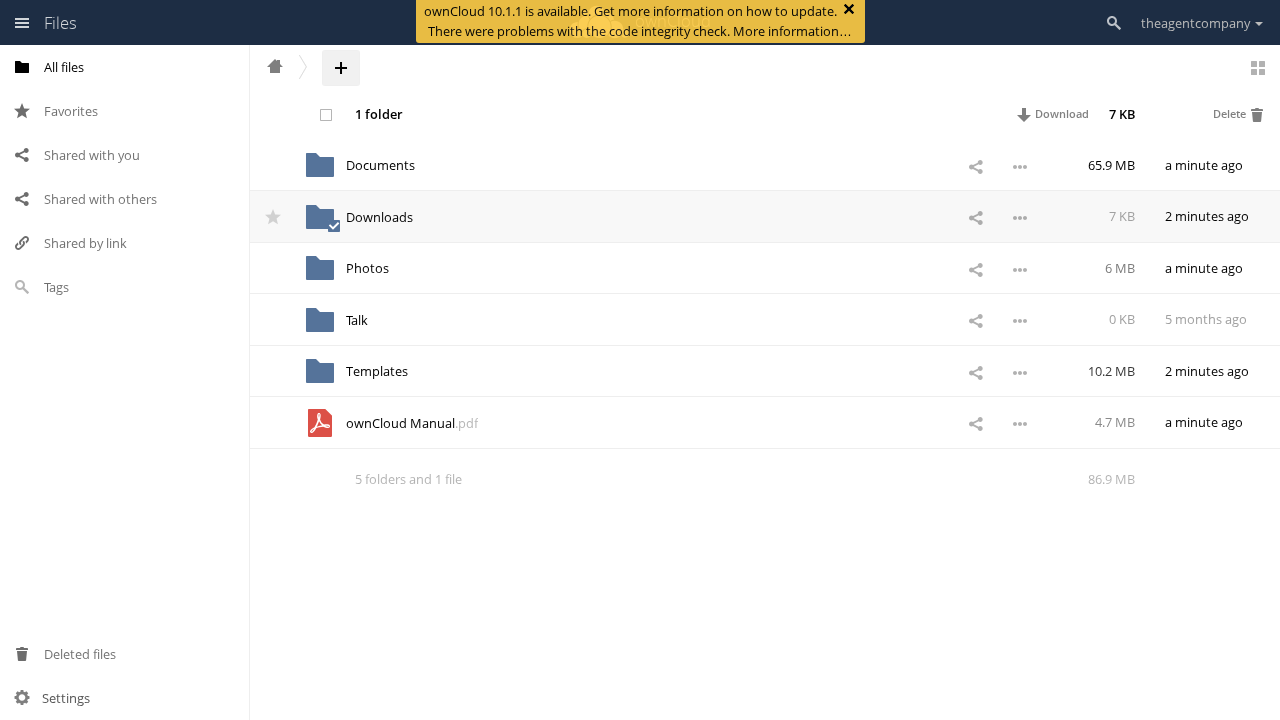 Files
ownCloud 10.1.1 is available. Get more information on how to update.
There were problems with the code integrity check. More information…
theagentcompany
All files
Favorites
Shared with you
Shared with others
Shared by link
Tags
Deleted files
Settings
1 folder
Download
7 KB
Delete
Documents
65.9 MB
a minute ago
Downloads
7 KB
2 minutes ago
Photos
6 MB
a minute ago
Talk
0 KB
5 months ago
Templates
10.2 MB
2 minutes ago
ownCloud Manual.pdf
4.7 MB
a minute ago
5 folders and 1 file
86.9 MB